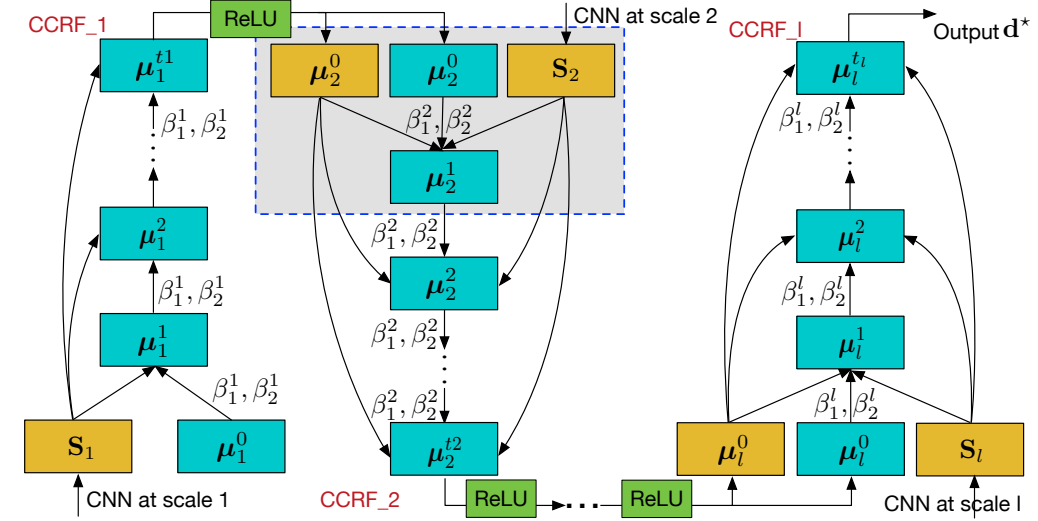 CCRF_1
ReLU
CNN at scale 2
CCRF_l
Output d*
μ_1^{t1}
μ_2^0
μ_2^0
S_2
μ_l^{t_l}
β_1^1, β_2^1
β_1^2, β_2^2
β_1^l, β_2^l
μ_2^1
μ_1^2
β_1^2, β_2^2
μ_l^2
β_1^1, β_2^1
μ_2^2
β_1^l, β_2^l
μ_1^1
β_1^2, β_2^2
μ_l^1
β_1^1, β_2^1
β_1^2, β_2^2
β_1^l, β_2^l
S_1
μ_1^0
μ_2^{t2}
μ_l^0
μ_l^0
S_l
CNN at scale 1
CCRF_2
ReLU
...
ReLU
CNN at scale l